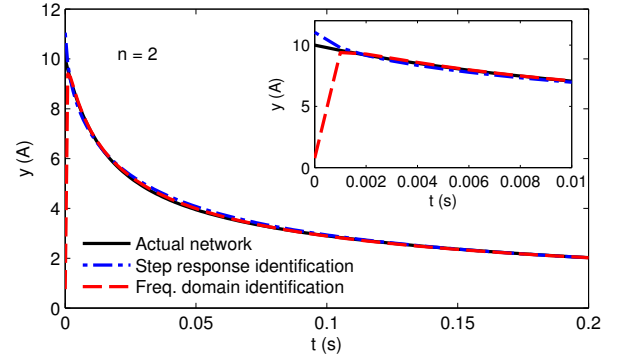 12
10
8
6
4
2
0
y (A)
n = 2
Actual network
Step response identification
Freq. domain identification
0
0.05
0.1
0.15
0.2
t (s)
10
5
0
y (A)
0
0.002
0.004
0.006
0.008
0.01
t (s)